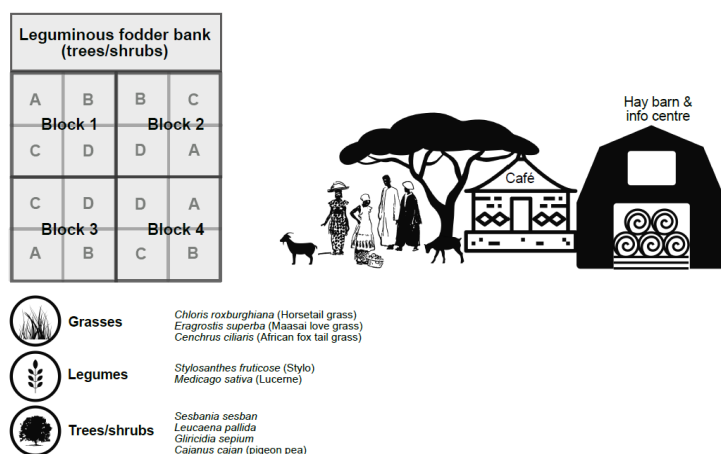 Leguminous fodder bank
(trees/shrubs)
A B B C
Block 1 Block 2
C D D A
C D D A
Block 3 Block 4
A B C B
Hay barn &
info centre
Café
Grasses
Chloris roxburghiana (Horsetail grass)
Eragrostis superba (Maasai love grass)
Cenchrus ciliaris (African fox tail grass)
Legumes
Stylosanthes fruticose (Stylo)
Medicago sativa (Lucerne)
Trees/shrubs
Sesbania sesban
Leucaena pallida
Gliricidia sepium
Cajanus cajan (pigeon pea)